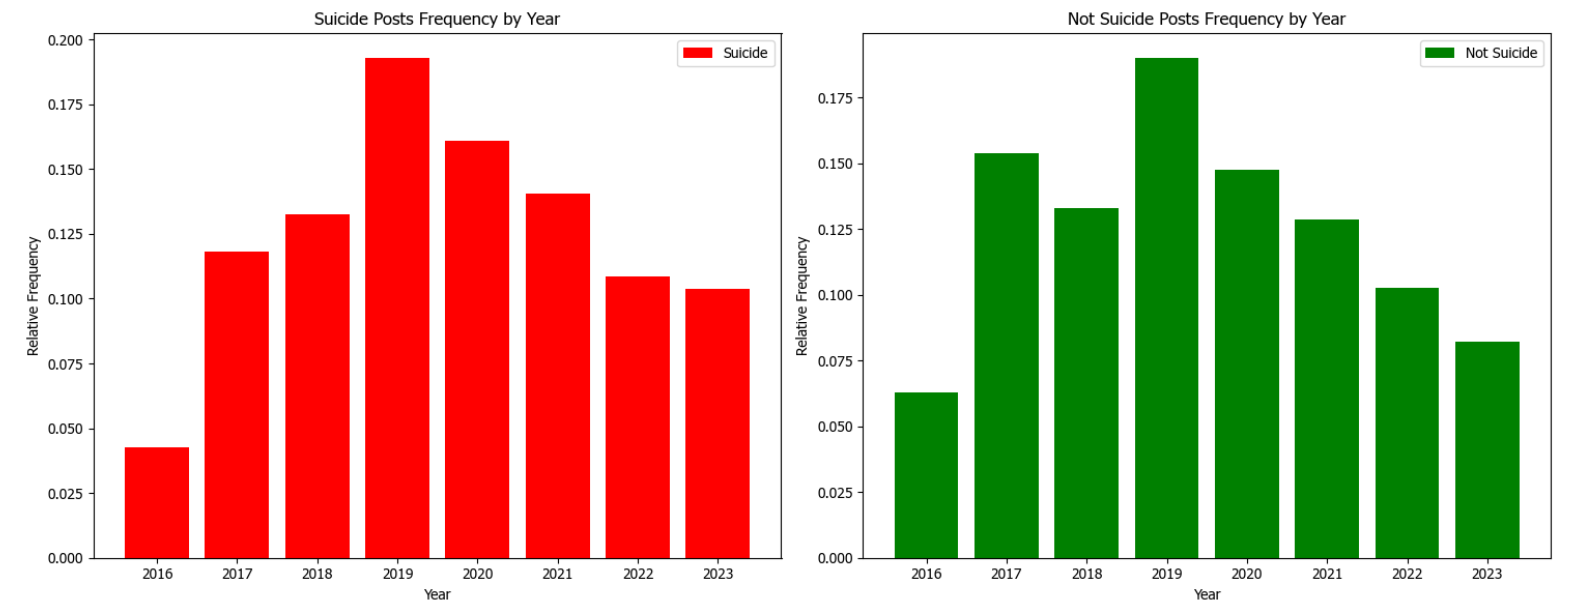 Suicide Posts Frequency by Year
Suicide
Relative Frequency
0.200
0.175
0.150
0.125
0.100
0.075
0.050
0.025
0.000
2016 2017 2018 2019 2020 2021 2022 2023
Year
Not Suicide Posts Frequency by Year
Not Suicide
Relative Frequency
0.175
0.150
0.125
0.100
0.075
0.050
0.025
0.000
2016 2017 2018 2019 2020 2021 2022 2023
Year